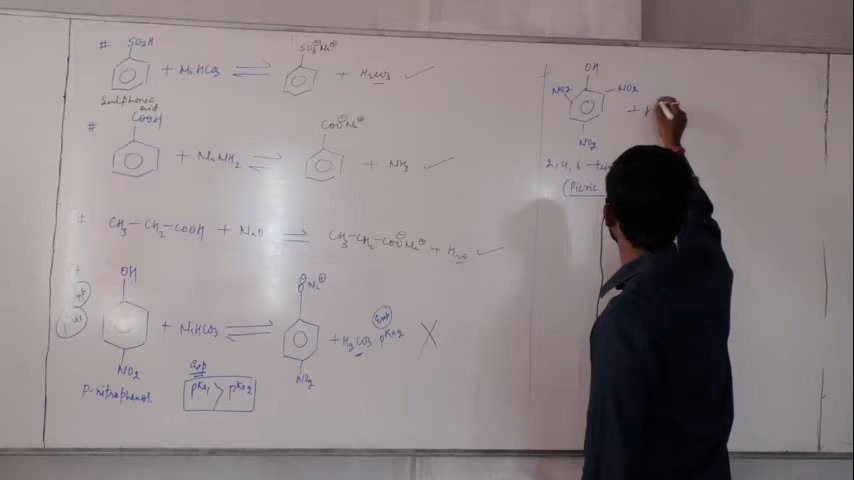 # SO3H
+ NaHCO3 ⇌ SO3⊖Na⊕ + H2CO3 ✓
Sulphonic acid
# COOH
+ NaNH2 ⇌ COO⊖Na⊕ + NH3 ✓
CH3-CH2-COOH + NaO ⇌ CH3-CH2-COO⊖Na⊕ + H2O ✓
OH
+ NaHCO3 ⇌ O⊖Na⊕ + H2CO3 pKa2 X
NO2
NO2
P-nitrophenol
pKa1 > pKa2
OH
NO2 NO2
+
NO2
2,4,6-
(Picric